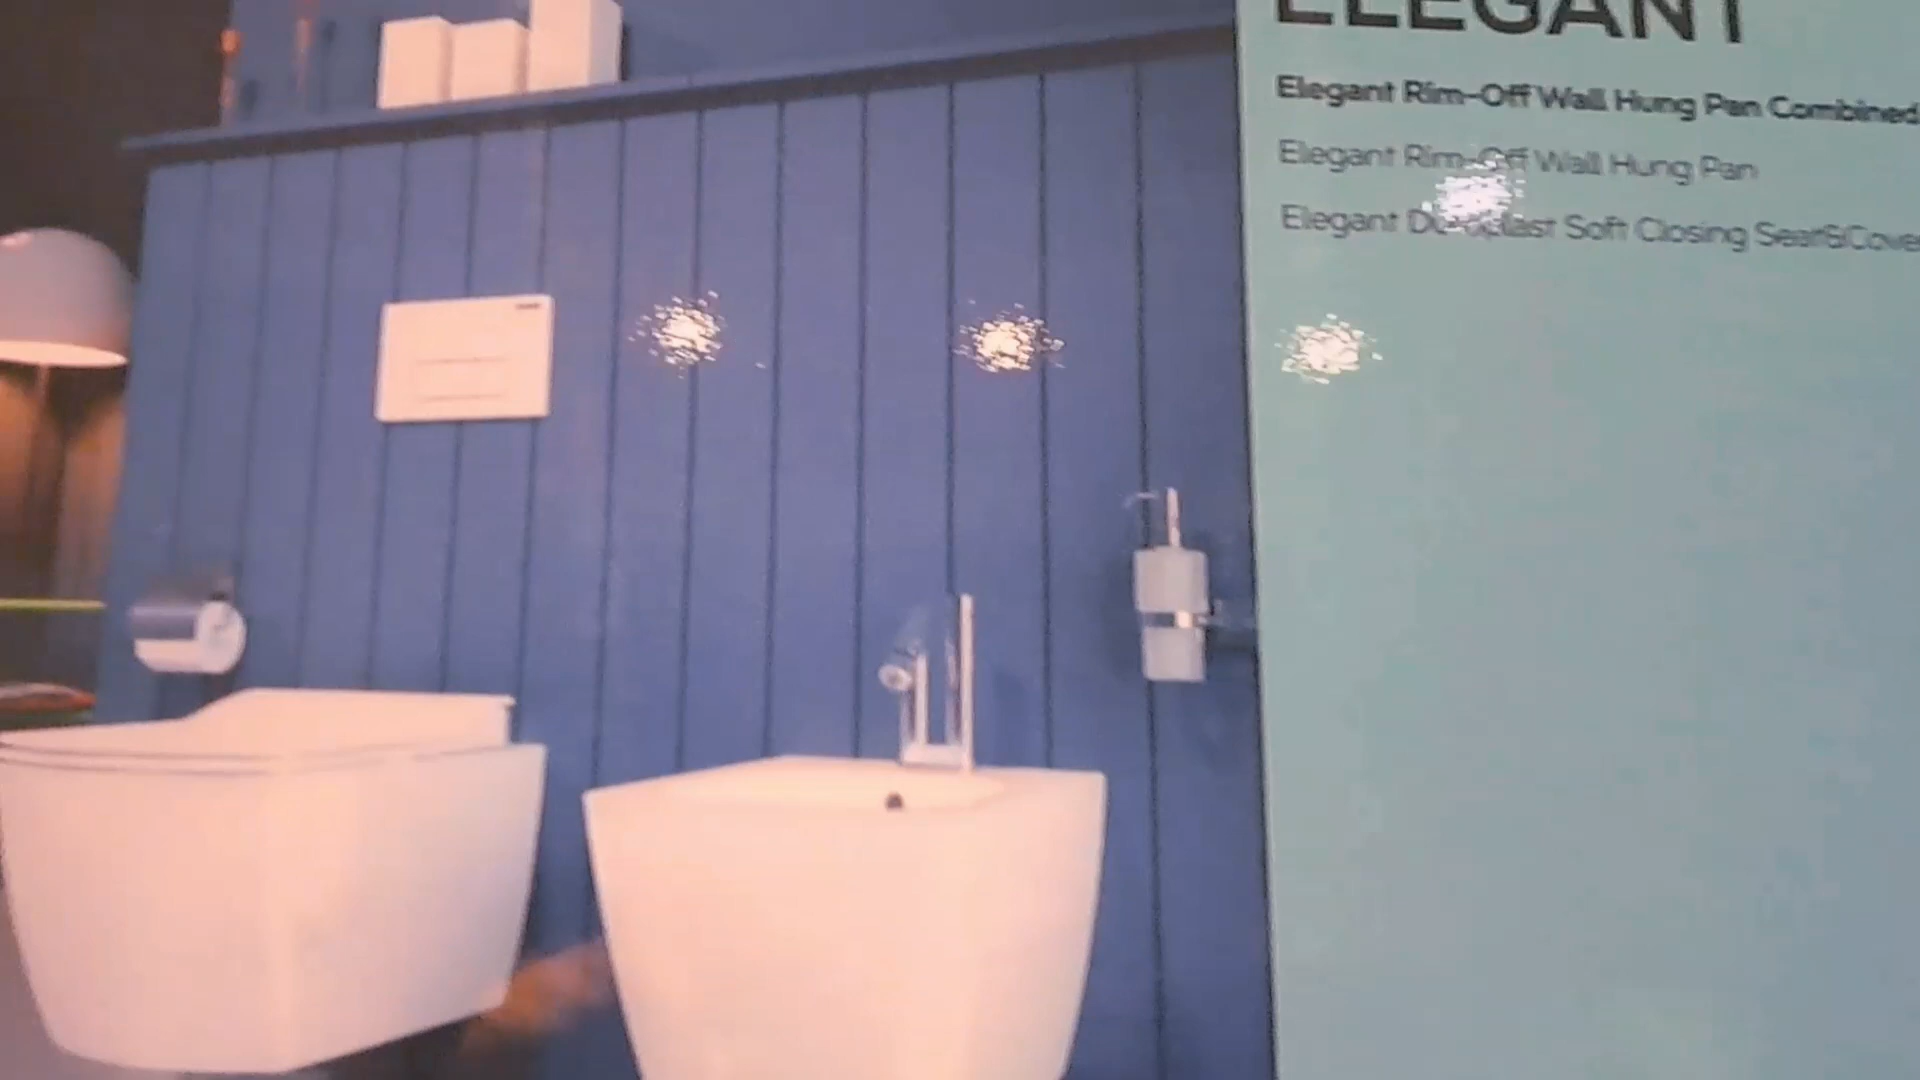 ELEGANT
Elegant Rim-Off Wall Hung Pan Combined
Elegant Rim-Off Wall Hung Pan
Elegant Duroplast Soft Closing Seat&Cover